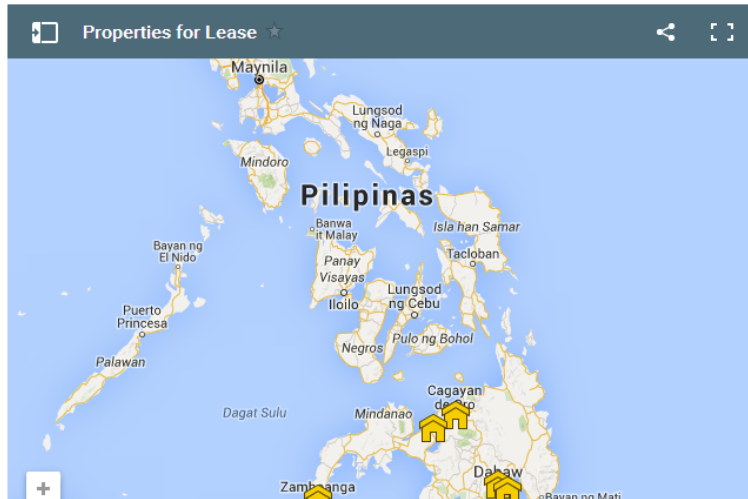 Properties for Lease
Maynila
Lungsod
ng Naga
Legaspi
Mindoro
Pilipinas
Banwa
it Malay
Isla han Samar
Bayan ng
El Nido
Panay
Tacloban
Visayas
Iloilo
Lungsod
ng Cebu
Puerto
Princesa
Negros
Pulo ng Bohol
Palawan
Cagayan
de Oro
Dagat Sulu
Mindanao
Dabaw
Zamboanga
Bayan ng Mati